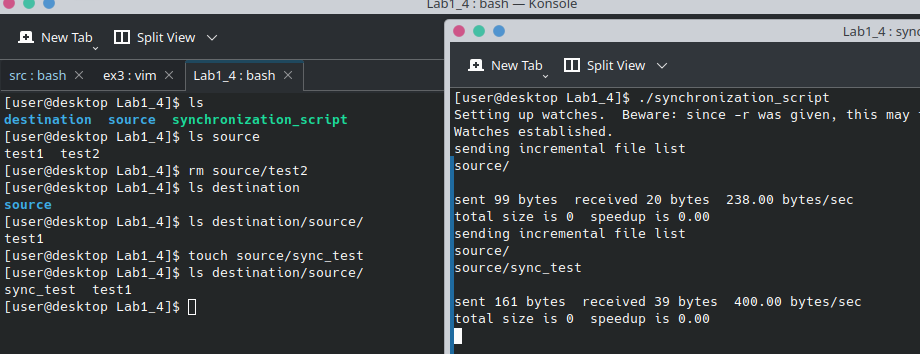 Lab1_4 : bash — Konsole
New Tab Split View
src : bash ex3 : vim Lab1_4 : bash
[user@desktop Lab1_4]$ ls
destination source synchronization_script
[user@desktop Lab1_4]$ ls source
test1 test2
[user@desktop Lab1_4]$ rm source/test2
[user@desktop Lab1_4]$ ls destination
source
[user@desktop Lab1_4]$ ls destination/source/
test1
[user@desktop Lab1_4]$ touch source/sync_test
[user@desktop Lab1_4]$ ls destination/source/
sync_test test1
[user@desktop Lab1_4]$
Lab1_4 : sync
New Tab Split View
[user@desktop Lab1_4]$ ./synchronization_script
Setting up watches. Beware: since -r was given, this may
Watches established.
sending incremental file list
source/
sent 99 bytes received 20 bytes 238.00 bytes/sec
total size is 0 speedup is 0.00
sending incremental file list
source/
source/sync_test
sent 161 bytes received 39 bytes 400.00 bytes/sec
total size is 0 speedup is 0.00